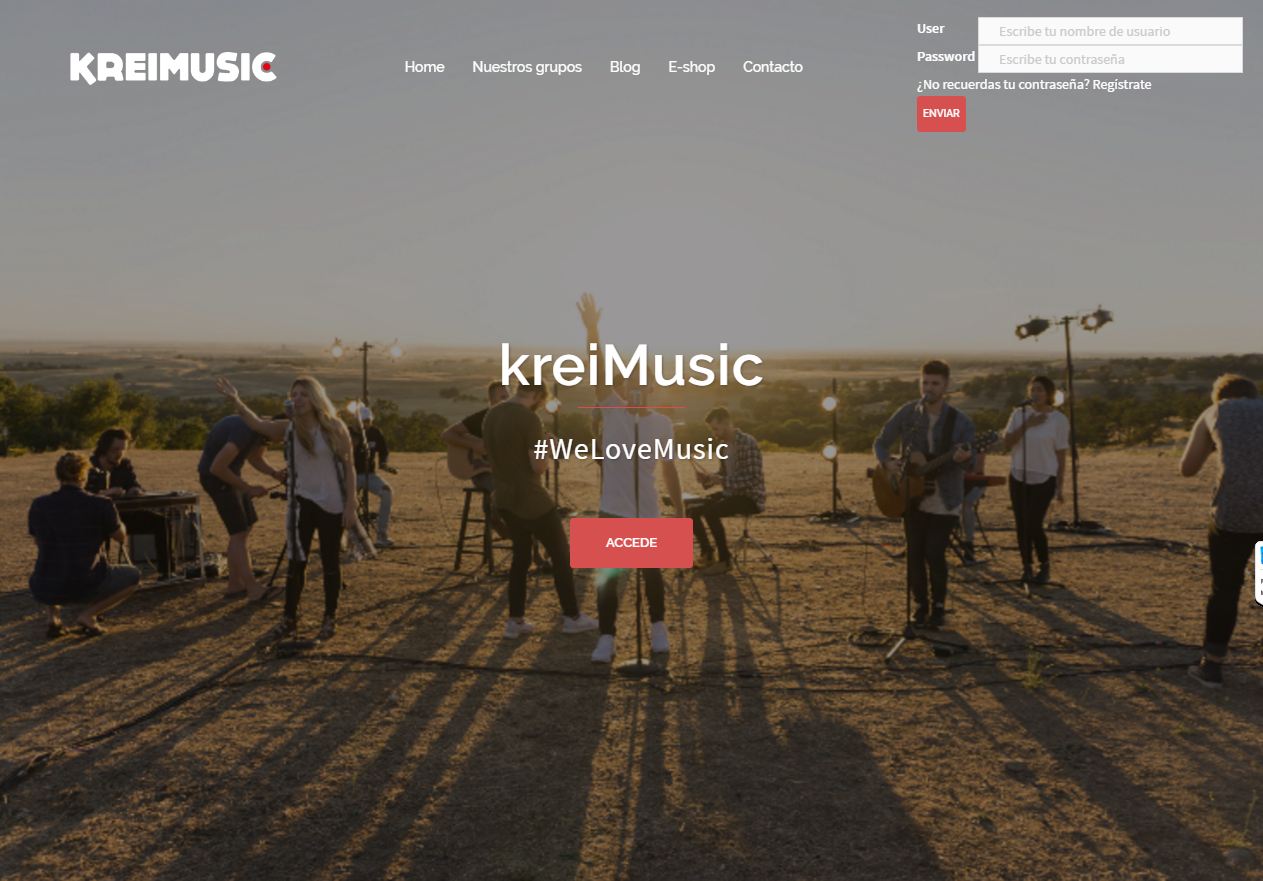 KREIMUSIC
Home Nuestros grupos Blog E-shop Contacto
User Escribe tu nombre de usuario
Password Escribe tu contraseña
¿No recuerdas tu contraseña? Regístrate
ENVIAR
kreiMusic
#WeLoveMusic
ACCEDE